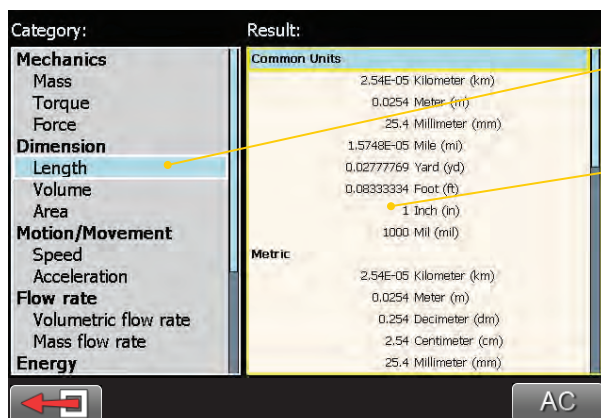 Category:
Mechanics
Mass
Torque
Force
Dimension
Length
Volume
Area
Motion/Movement
Speed
Acceleration
Flow rate
Volumetric flow rate
Mass flow rate
Energy
Result:
Common Units
2.54E-05 Kilometer (km)
0.0254 Meter (m)
25.4 Millimeter (mm)
1.5748E-05 Mile (mi)
0.02777769 Yard (yd)
0.08333334 Foot (ft)
1 Inch (in)
1000 Mil (mil)
Metric
2.54E-05 Kilometer (km)
0.0254 Meter (m)
0.254 Decimeter (dm)
2.54 Centimeter (cm)
25.4 Millimeter (mm)
AC